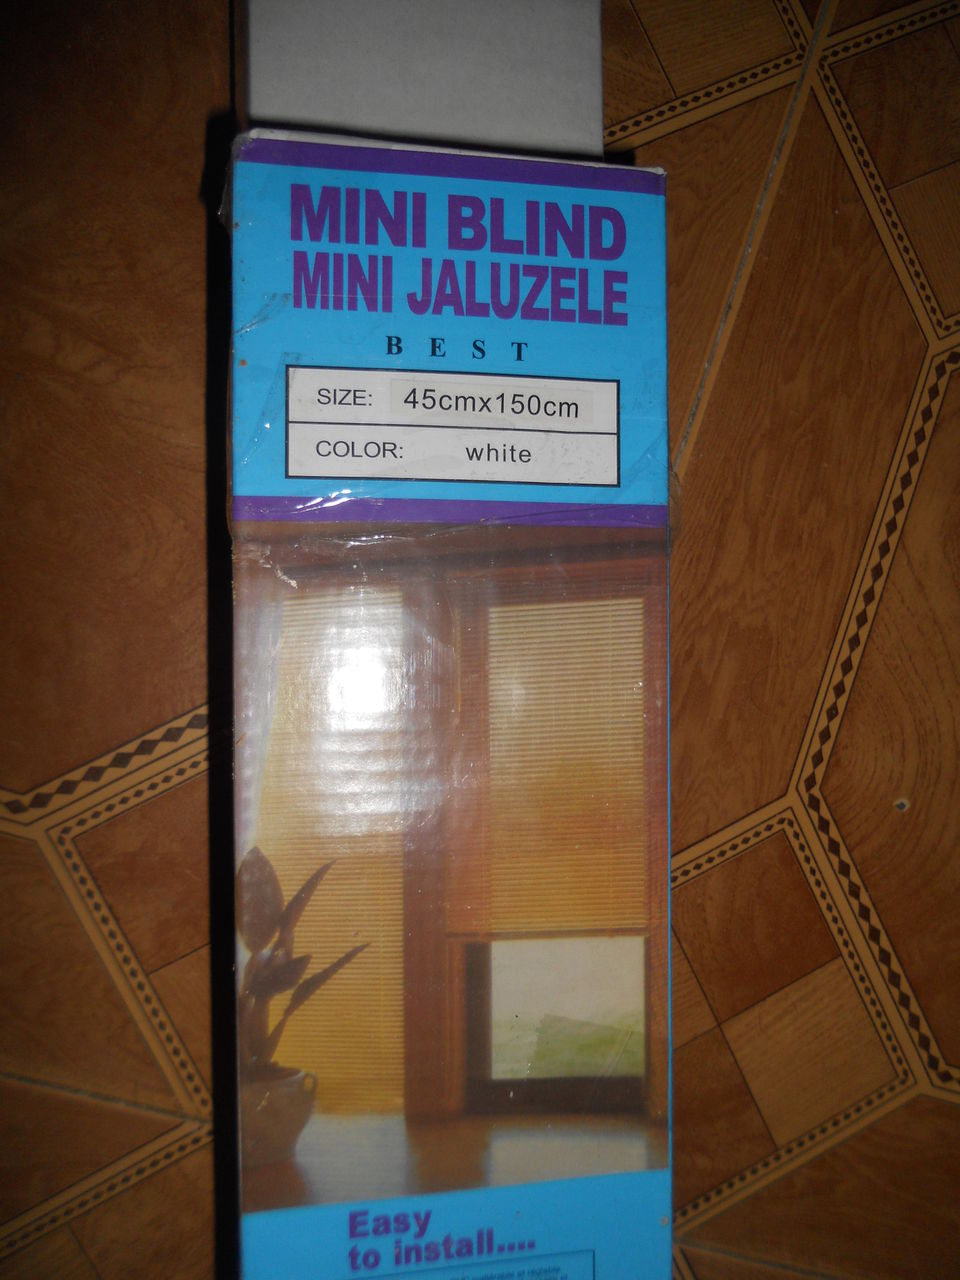 MINI BLIND
MINI JALUZELE
BEST
SIZE: 45cmx150cm
COLOR: white
Easy
to install....